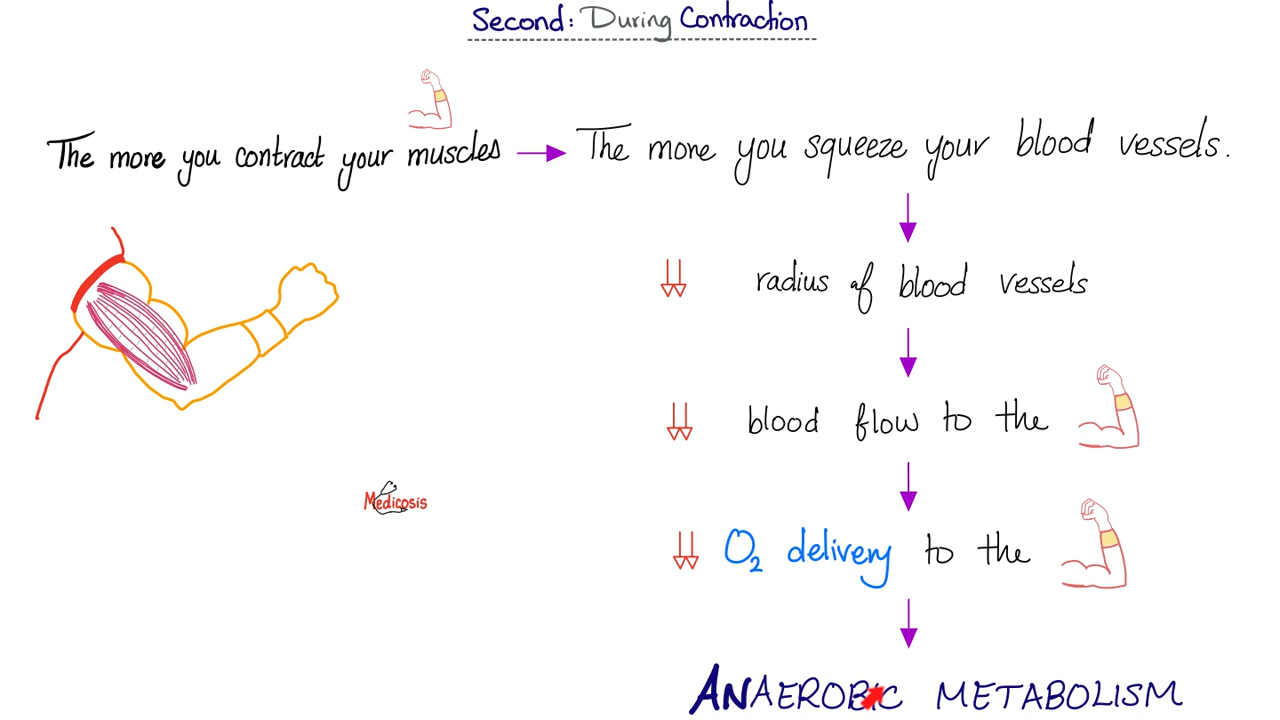 Second: During Contraction
The more you contract your muscles
The more you squeeze your blood vessels.
radius of blood vessels
blood flow to the
Medicosis
O₂ delivery to the
ANAEROBIC METABOLISM